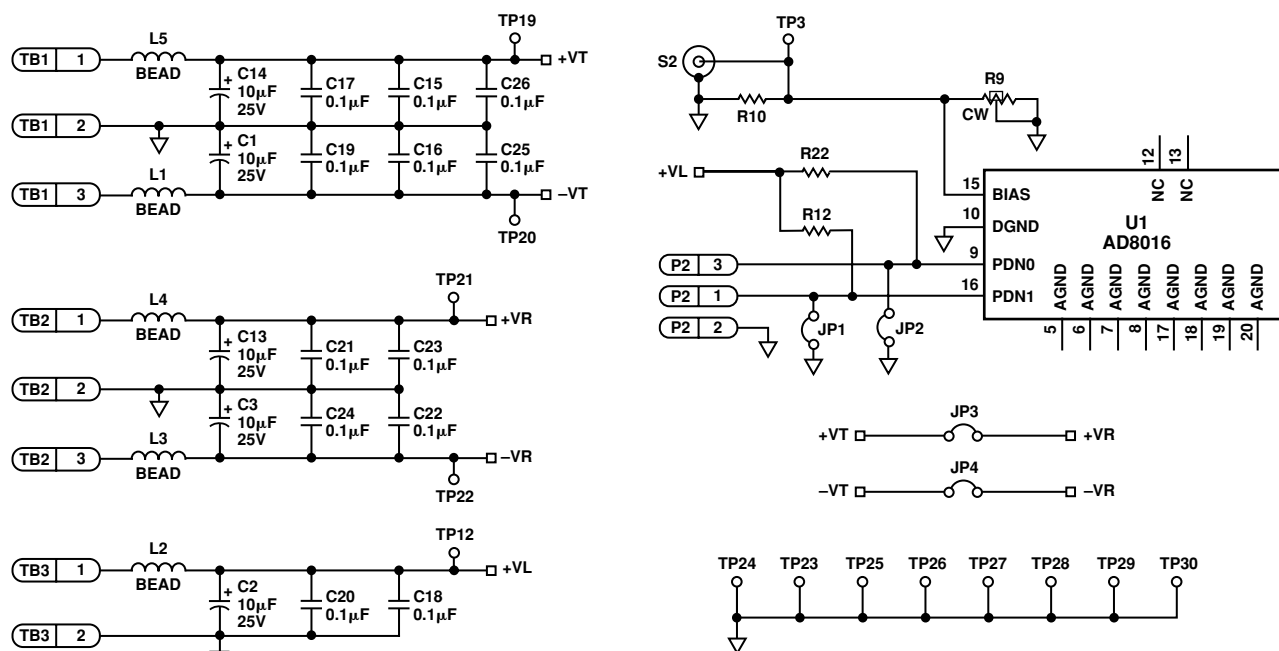 TP19
L5
TB1 1
+VT
BEAD
+ C14
10µF
25V
C17
0.1µF
C15
0.1µF
C26
0.1µF
TB1 2
+ C1
10µF
25V
C19
0.1µF
C16
0.1µF
C25
0.1µF
L1
TB1 3
–VT
BEAD
TP20
TP21
L4
TB2 1
+VR
BEAD
+ C13
10µF
25V
C21
0.1µF
C23
0.1µF
TB2 2
+ C3
10µF
25V
C24
0.1µF
C22
0.1µF
L3
TB2 3
–VR
BEAD
TP22
TP12
L2
TB3 1
+VL
BEAD
+ C2
10µF
25V
C20
0.1µF
C18
0.1µF
TB3 2
TP3
S2
R9
R10
CW
12
13
NC
NC
+VL
R22
R12
15
BIAS
10
DGND
U1
AD8016
9
PDN0
16
PDN1
P2 3
P2 1
P2 2
JP1
JP2
AGND
AGND
AGND
AGND
AGND
AGND
AGND
AGND
5
6
7
8
17
18
19
20
JP3
+VT
+VR
JP4
–VT
–VR
TP24
TP23
TP25
TP26
TP27
TP28
TP29
TP30